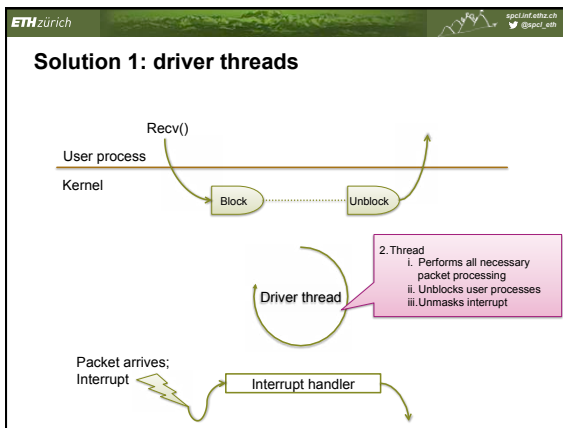 ETH zürich
spcl.inf.ethz.ch
@spcl_eth
Solution 1: driver threads
Recv()
User process
Kernel
Block
Unblock
2. Thread
i. Performs all necessary
packet processing
ii. Unblocks user processes
iii. Unmasks interrupt
Driver thread
Packet arrives;
Interrupt
Interrupt handler